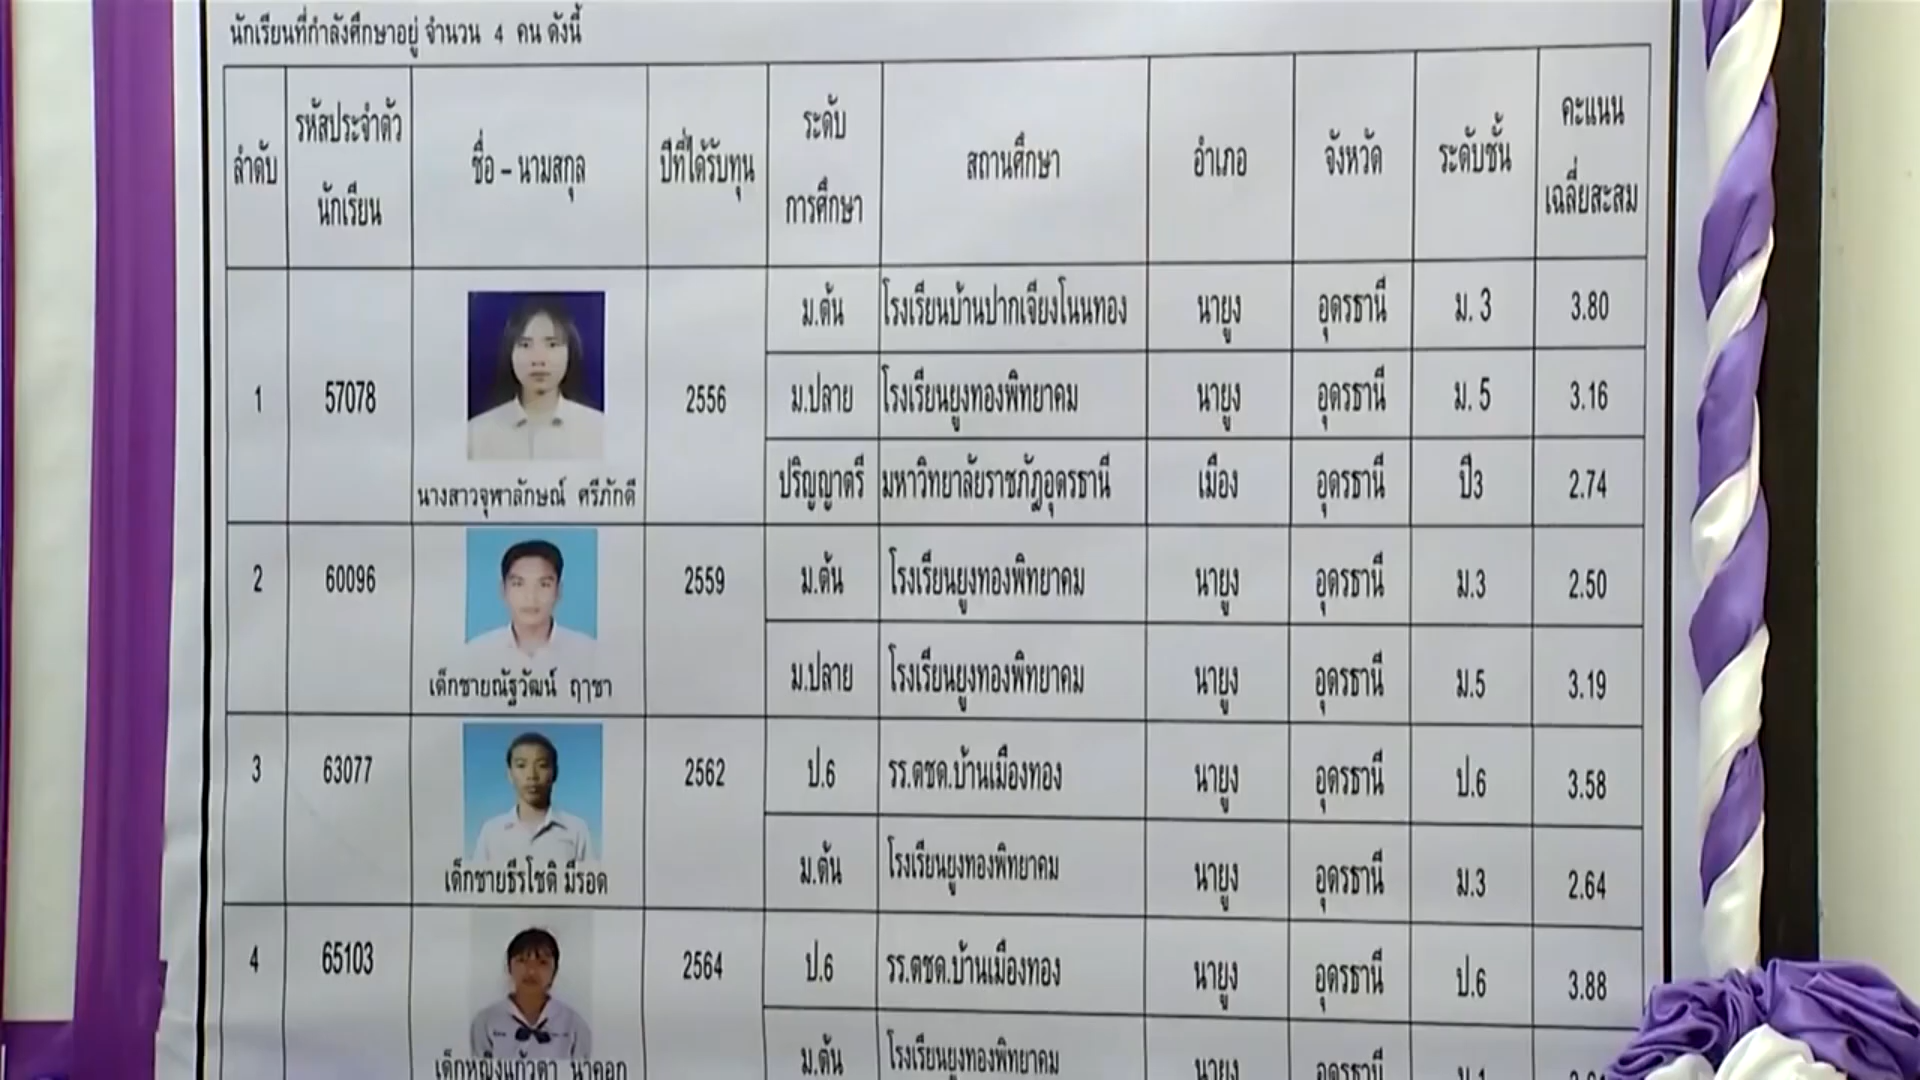 นักเรียนที่กำลังศึกษาอยู่ จำนวน 4 คน ดังนี้
ลำดับ รหัสประจำตัวนักเรียน ชื่อ – นามสกุล ปีที่ได้รับทุน ระดับการศึกษา สถานศึกษา อำเภอ จังหวัด ระดับชั้น คะแนนเฉลี่ยสะสม
ม.ต้น โรงเรียนบ้านปากเจียงโนนทอง นายูง อุดรธานี ม. 3 3.80
1 57078 2556 ม.ปลาย โรงเรียนยูงทองพิทยาคม นายูง อุดรธานี ม. 5 3.16
นางสาวจุฬาลักษณ์ ศรีภักดี ปริญญาตรี มหาวิทยาลัยราชภัฎอุดรธานี เมือง อุดรธานี ปี3 2.74
2 60096 2559 ม.ต้น โรงเรียนยูงทองพิทยาคม นายูง อุดรธานี ม.3 2.50
เด็กชายณัฐวัฒน์ ฤๅชา ม.ปลาย โรงเรียนยูงทองพิทยาคม นายูง อุดรธานี ม.5 3.19
3 63077 2562 ป.6 รร.ตชด.บ้านเมืองทอง นายูง อุดรธานี ป.6 3.58
เด็กชายธีรโชติ มีรอด ม.ต้น โรงเรียนยูงทองพิทยาคม นายูง อุดรธานี ม.3 2.64
4 65103 2564 ป.6 รร.ตชด.บ้านเมืองทอง นายูง อุดรธานี ป.6 3.88
เด็กหญิงแก้วตา ม.ต้น โรงเรียนยูงทองพิทยาคม นายูง อุดรธานี